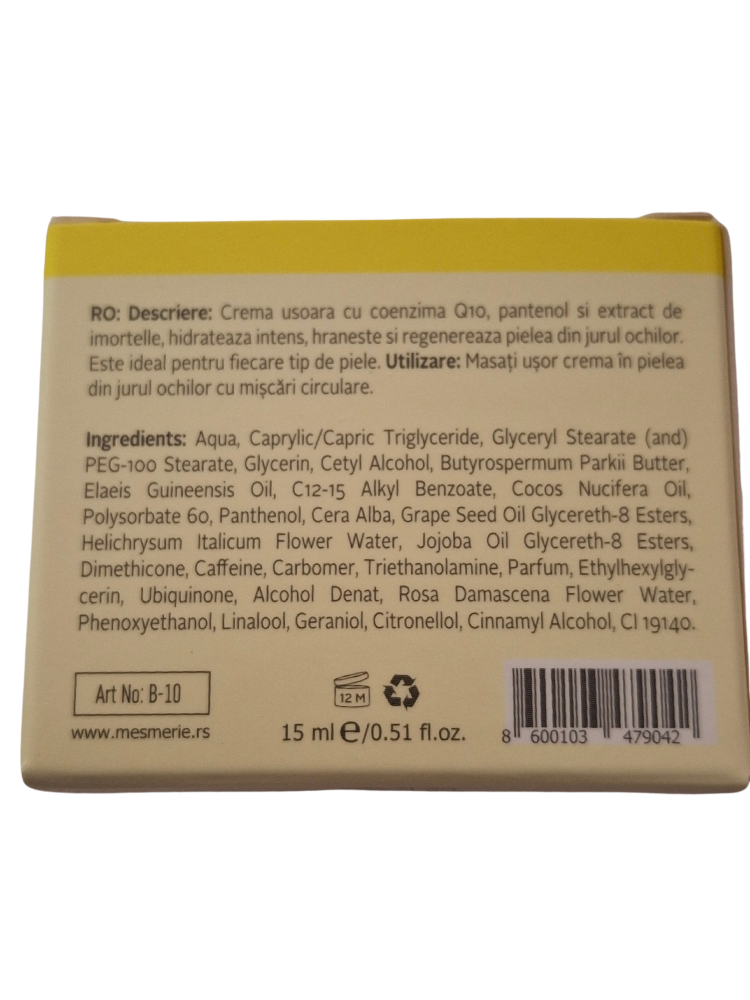 RO: Descriere: Crema usoara cu coenzima Q10, pantenol si extract de
imortelle, hidrateaza intens, hraneste si regenereaza pielea din jurul ochilor.
Este ideal pentru fiecare tip de piele. Utilizare: Masați ușor crema în pielea
din jurul ochilor cu mișcări circulare.
Ingredients: Aqua, Caprylic/Capric Triglyceride, Glyceryl Stearate (and)
PEG-100 Stearate, Glycerin, Cetyl Alcohol, Butyrospermum Parkii Butter,
Elaeis Guineensis Oil, C12-15 Alkyl Benzoate, Cocos Nucifera Oil,
Polysorbate 60, Panthenol, Cera Alba, Grape Seed Oil Glycereth-8 Esters,
Helichrysum Italicum Flower Water, Jojoba Oil Glycereth-8 Esters,
Dimethicone, Caffeine, Carbomer, Triethanolamine, Parfum, Ethylhexylgly-
cerin, Ubiquinone, Alcohol Denat, Rosa Damascena Flower Water,
Phenoxyethanol, Linalool, Geraniol, Citronellol, Cinnamyl Alcohol, CI 19140.
Art No: B-10
12 M
www.mesmerie.rs
15 ml ℮/0.51 fl.oz.
8 600103 479042